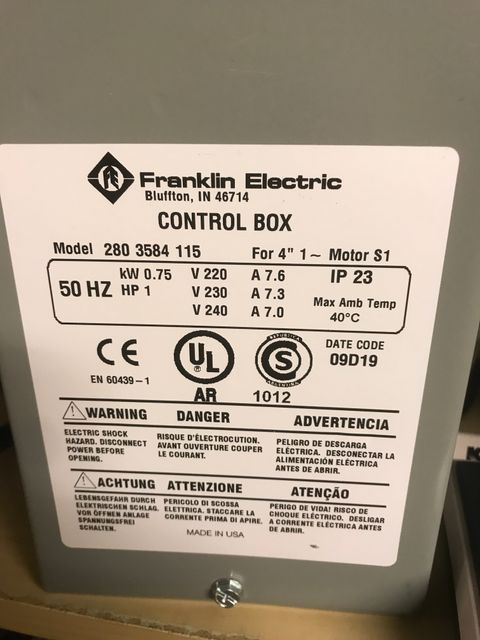 Franklin Electric
Bluffton, IN 46714
CONTROL BOX
Model 280 3584 115 For 4" 1~ Motor S1
50 HZ kW 0.75 V 220 A 7.6 IP 23
HP 1 V 230 A 7.3 Max Amb Temp
V 240 A 7.0 40°C
CE UL S DATE CODE
09D19
EN 60439-1 AR 1012
WARNING DANGER ADVERTENCIA
ELECTRIC SHOCK HAZARD. DISCONNECT POWER BEFORE OPENING.
RISQUE D'ÉLECTROCUTION. AVANT OUVERTURE COUPER LE COURANT.
PELIGRO DE DESCARGA ELÉCTRICA. DESCONECTAR LA ALIMENTACIÓN ELÉCTRICA ANTES DE ABRIR.
ACHTUNG ATTENZIONE ATENÇÃO
LEBENSGEFAHR DURCH ELEKTRISCHEN SCHLAG. VOR ÖFFNEN ANLAGE SPANNUNGSFREI SCHALTEN.
PERICOLO DI SCOSSA ELETTRICA. STACCARE LA CORRENTE PRIMA DI APIRE.
PERIGO DE VIDA! RISCO DE CHOQUE ELÉCTRICO. DESLIGAR A CORRENTE ELÉCTRICA ANTES DE ABRIR.
MADE IN USA